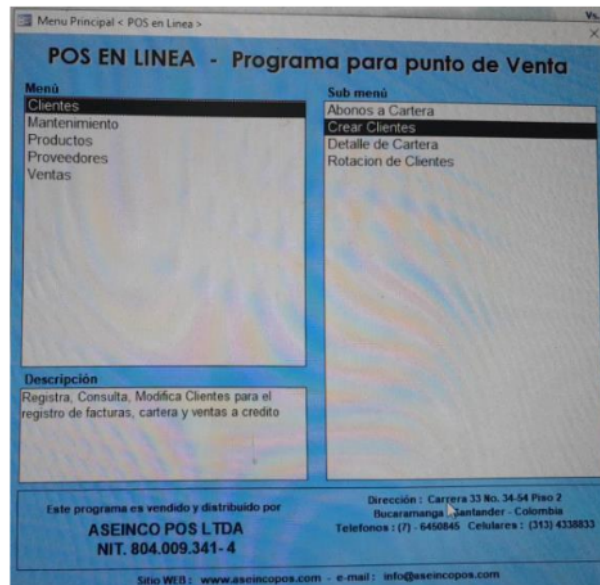 Vs.
Menu Principal < POS en Linea >
POS EN LINEA - Programa para punto de Venta
Menú
Clientes
Mantenimiento
Productos
Proveedores
Ventas
Sub menú
Abonos a Cartera
Crear Clientes
Detalle de Cartera
Rotacion de Clientes
Descripción
Registra, Consulta, Modifica Clientes para el
registro de facturas, cartera y ventas a credito
Este programa es vendido y distribuido por
ASEINCO POS LTDA
NIT. 804.009.341- 4
Dirección : Carrera 33 No. 34-54 Piso 2
Bucaramanga Santander - Colombia
Telefonos : (7) - 6450845 Celulares : (313) 4338833
Sitio WEB : www.aseincopos.com - e-mail : info@aseincopos.com